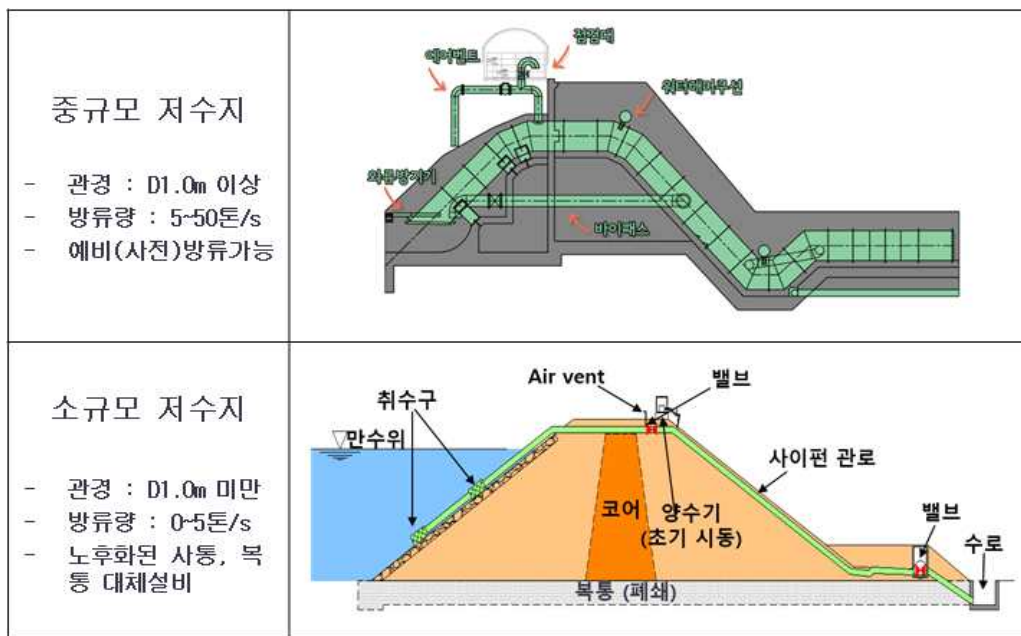 중규모 저수지
- 관경 : D1.0m 이상
- 방류량 : 5~50톤/s
- 예비(사전)방류가능
에어벤트
점검대
워터해머무션
와류방지기
바이패스
소규모 저수지
- 관경 : D1.0m 미만
- 방류량 : 0~5톤/s
- 노후화된 사통, 복
통 대체설비
Air vent
밸브
취수구
만수위
사이펀 관로
코어
양수기
(초기 시동)
밸브
수로
복통 (폐쇄)